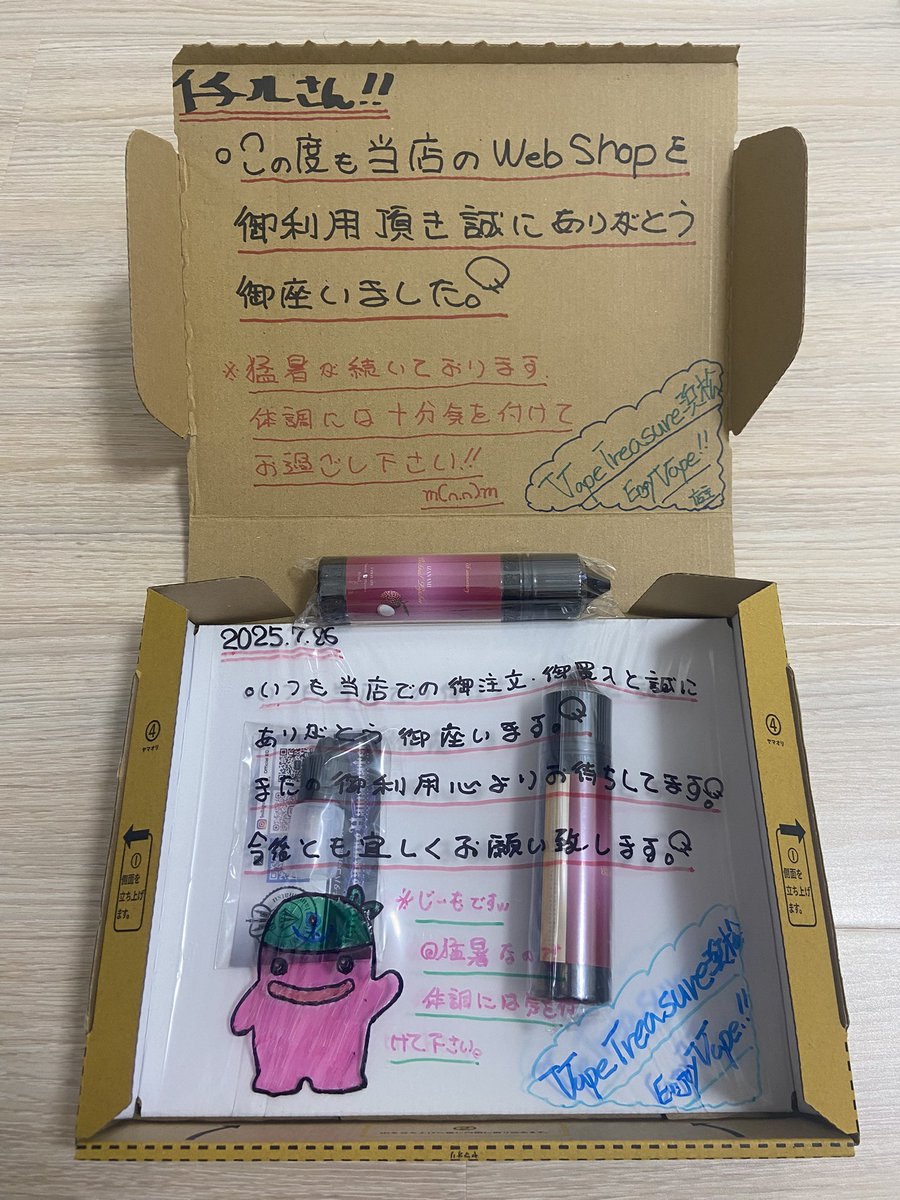 イチルさん!!
。この度も当店のWeb Shopを
御利用頂き誠にありがとう
御座いました。
※猛暑が続いております。
体調には十分気を付けて
お過ごし下さい!!
m(n.n)m
Vape Treasure浜松
Enjoy Vape!!
店主
2025.7.26
。いつも当店での御注文・御買入と誠に
ありがとう御座います。
またの御利用心よりお待ちしてます。
今後とも宜しくお願い致します。
※じーもですw
@猛暑なので
体調には気を付
けて下さい。
Vape Treasure浜松
Enjoy Vape!!
④
ヤマオリ
①
側面を
立ち上げ
ます。
④
ヤマオリ
①
側面を
立ち上げ
ます。